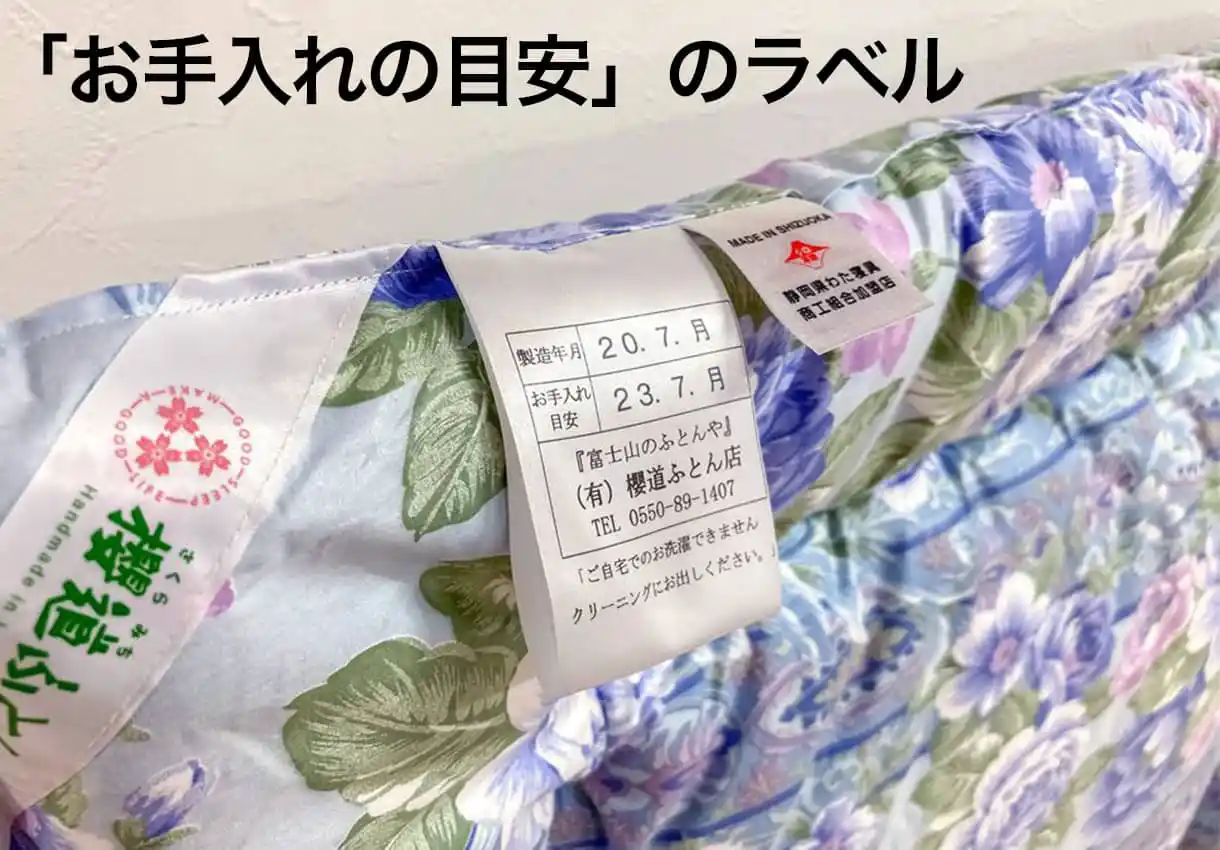 「お手入れの目安」のラベル
MADE IN SHIZUOKA
静岡県わた寝具
商工組合加盟店
製造年月 20. 7. 月
お手入れ
目安 23. 7. 月
『富士山のふとんや』
(有) 櫻道ふとん店
TEL 0550-89-1407
「ご自宅でのお洗濯できません
クリーニングにお出しください。」
MAKE・A・GOOD・SLEEP
GOOD
さくら
みち
櫻道ふと
Handmade in